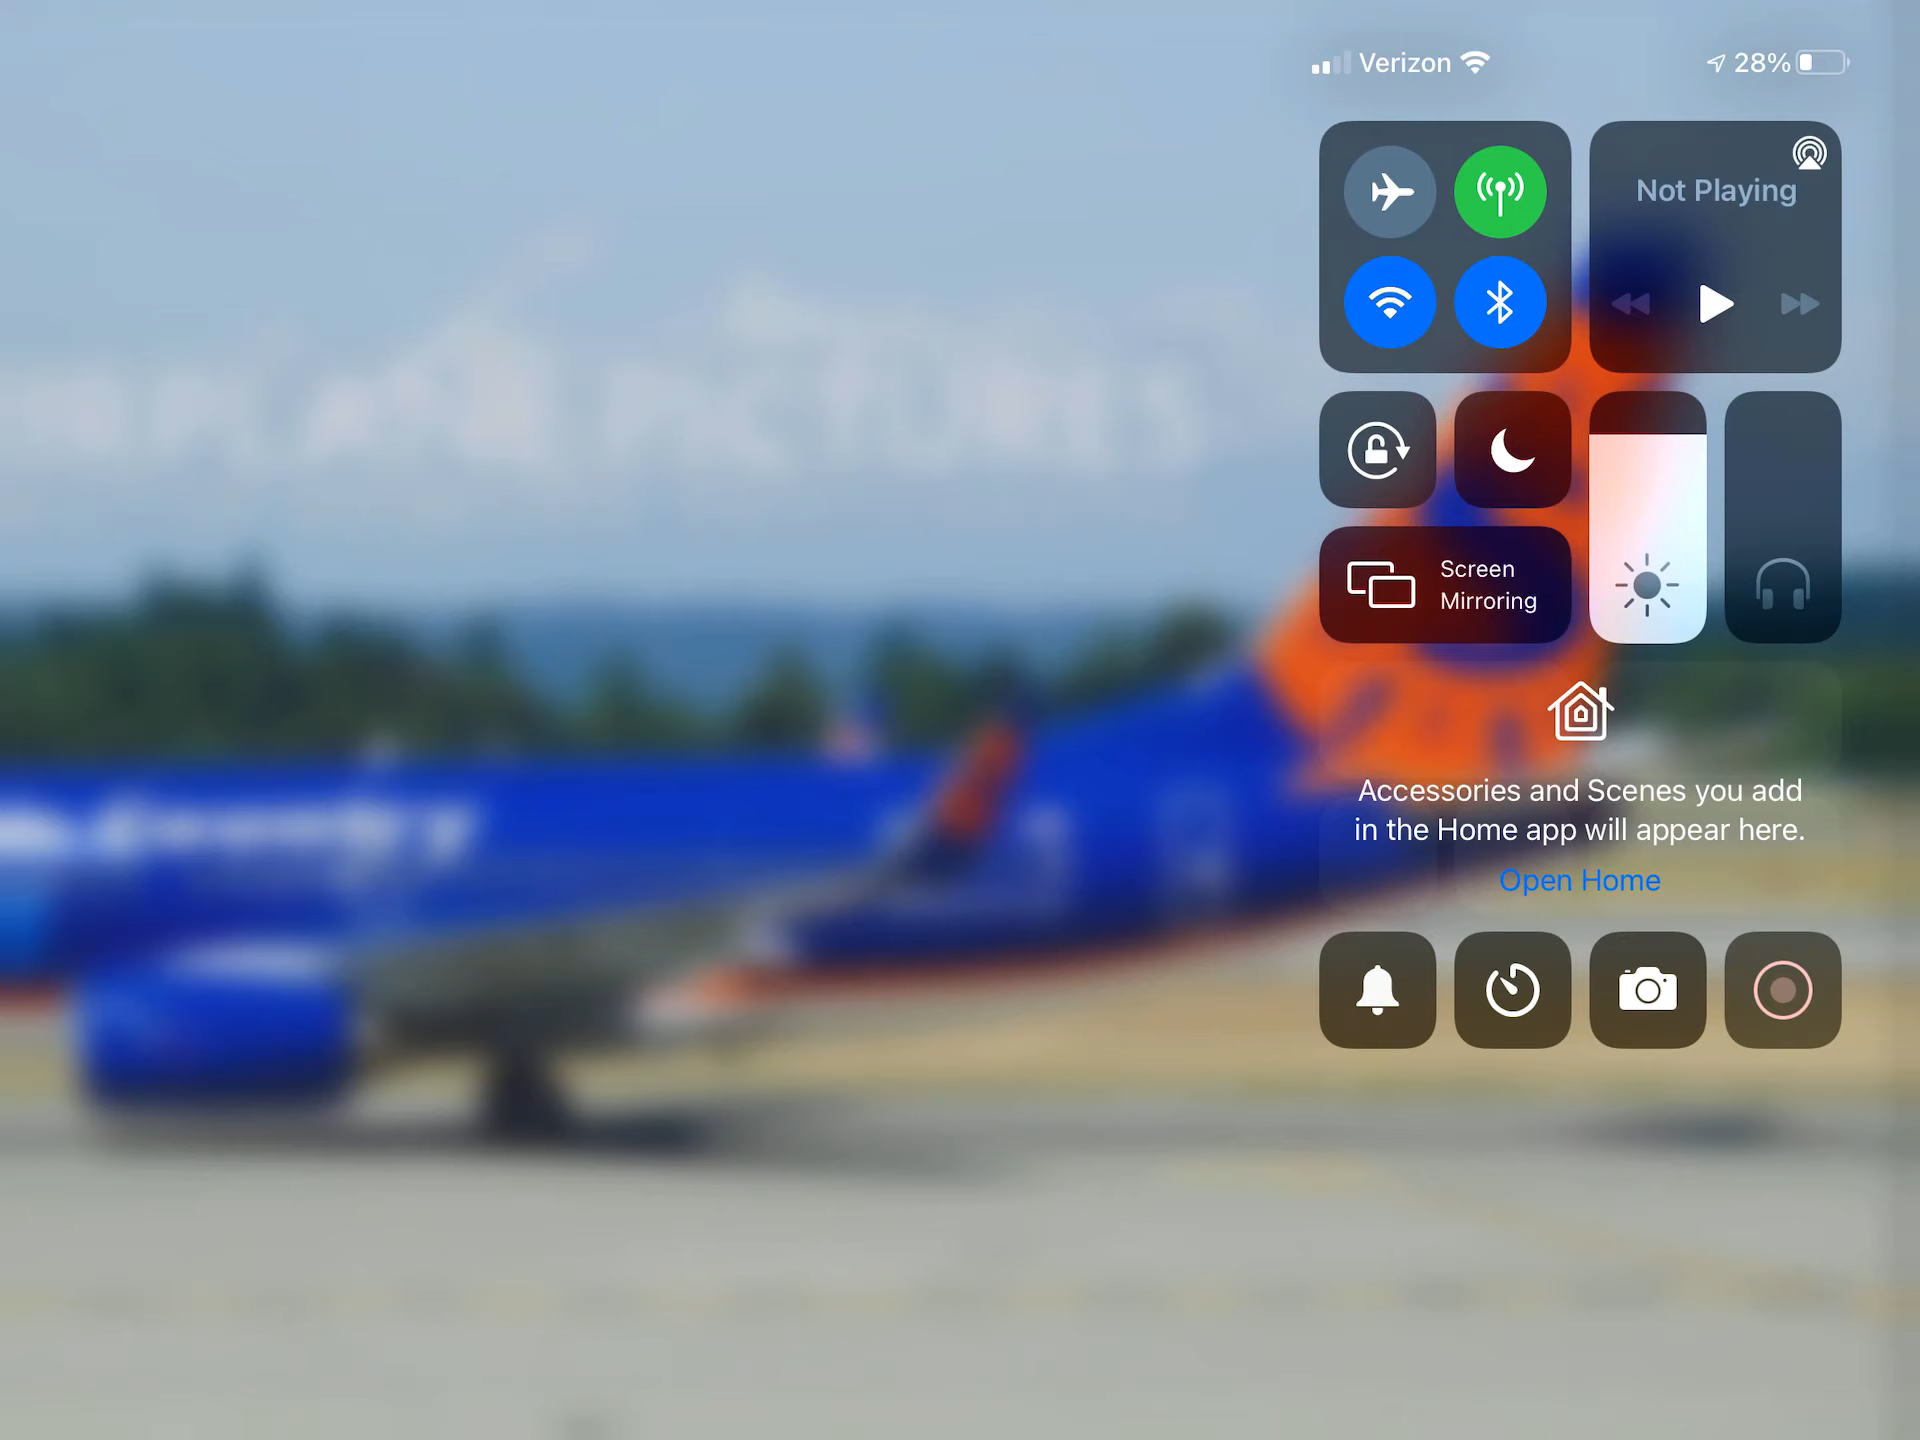 Verizon
28%
Not Playing
Screen
Mirroring
Accessories and Scenes you add
in the Home app will appear here.
Open Home